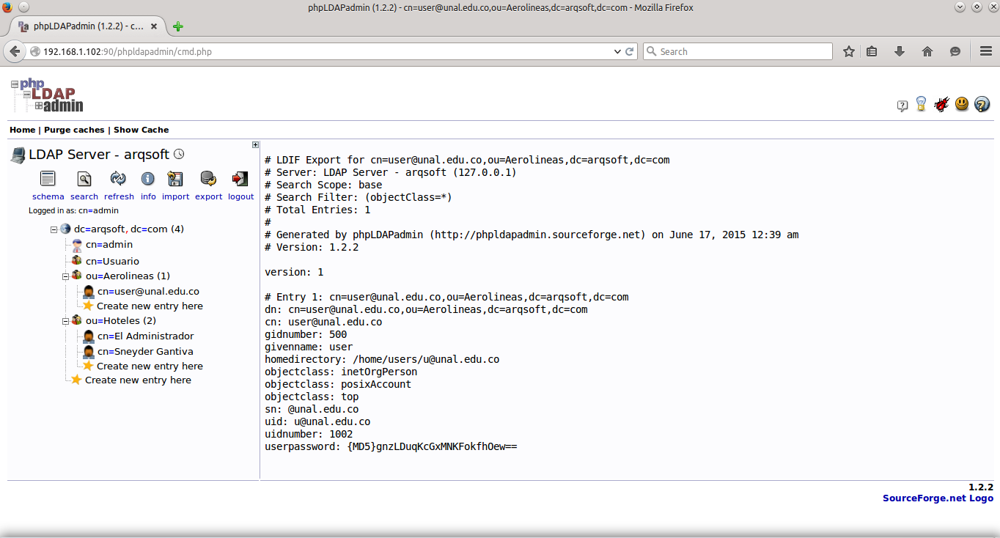 phpLDAPadmin (1.2.2) - cn=user@unal.edu.co,ou=Aerolineas,dc=arqsoft,dc=com - Mozilla Firefox
phpLDAPadmin (1.2.2) - c...
192.168.1.102:90/phpldapadmin/cmd.php
Search
php
LDAP
admin
Home | Purge caches | Show Cache
LDAP Server - arqsoft
schema search refresh info import export logout
Logged in as: cn=admin
dc=arqsoft, dc=com (4)
cn=admin
cn=Usuario
ou=Aerolineas (1)
cn=user@unal.edu.co
Create new entry here
ou=Hoteles (2)
cn=El Administrador
cn=Sneyder Gantiva
Create new entry here
Create new entry here
# LDIF Export for cn=user@unal.edu.co,ou=Aerolineas,dc=arqsoft,dc=com
# Server: LDAP Server - arqsoft (127.0.0.1)
# Search Scope: base
# Search Filter: (objectClass=*)
# Total Entries: 1
#
# Generated by phpLDAPadmin (http://phpldapadmin.sourceforge.net) on June 17, 2015 12:39 am
# Version: 1.2.2
version: 1
# Entry 1: cn=user@unal.edu.co,ou=Aerolineas,dc=arqsoft,dc=com
dn: cn=user@unal.edu.co,ou=Aerolineas,dc=arqsoft,dc=com
cn: user@unal.edu.co
gidnumber: 500
givenname: user
homedirectory: /home/users/u@unal.edu.co
objectclass: inetOrgPerson
objectclass: posixAccount
objectclass: top
sn: @unal.edu.co
uid: u@unal.edu.co
uidnumber: 1002
userpassword: {MD5}gnzLDuqKcGxMNKFokfhOew==
1.2.2
SourceForge.net Logo